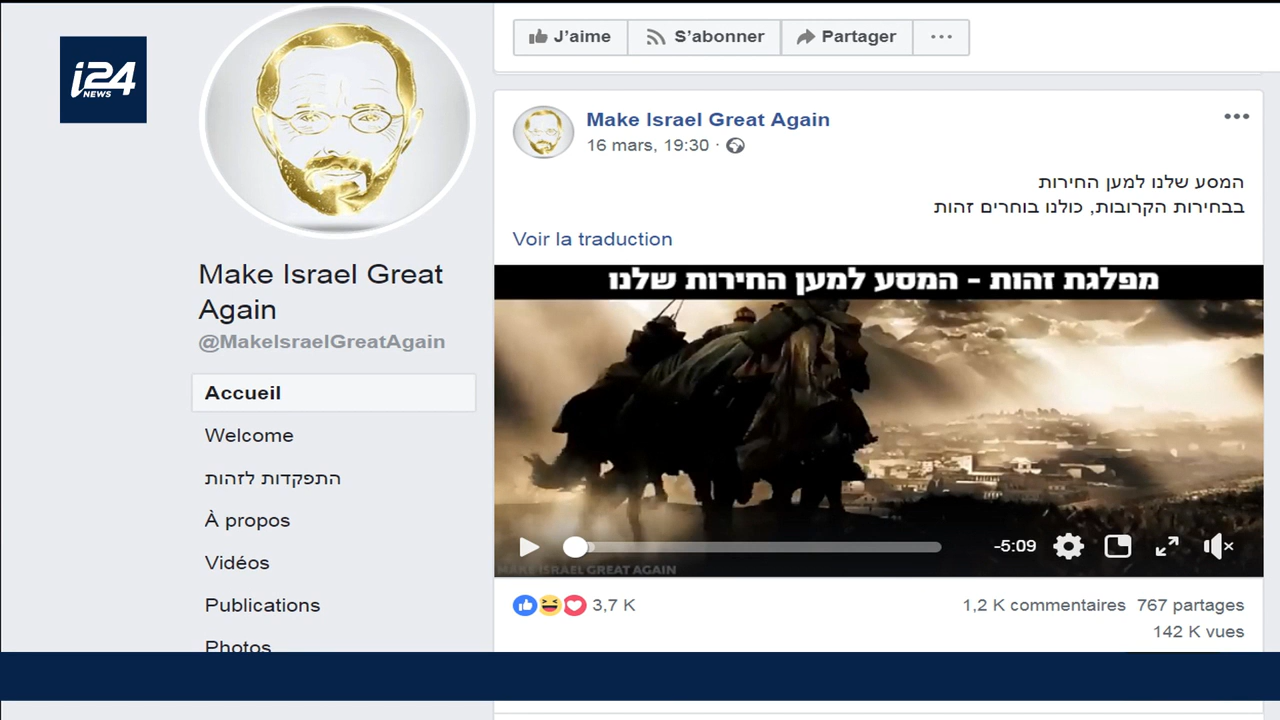 i24
NEWS
Make Israel Great
Again
@MakeIsraelGreatAgain
Accueil
Welcome
התפקדות לזהות
À propos
Vidéos
Publications
Photos
J'aime
S'abonner
Partager
Make Israel Great Again
16 mars, 19:30 ·
המסע שלנו למען החירות
בבחירות הקרובות, כולנו בוחרים זהות
Voir la traduction
מפלגת זהות - המסע למען החירות שלנו
-5:09
MAKE ISRAEL GREAT AGAIN
3,7 K
1,2 K commentaires 767 partages
142 K vues